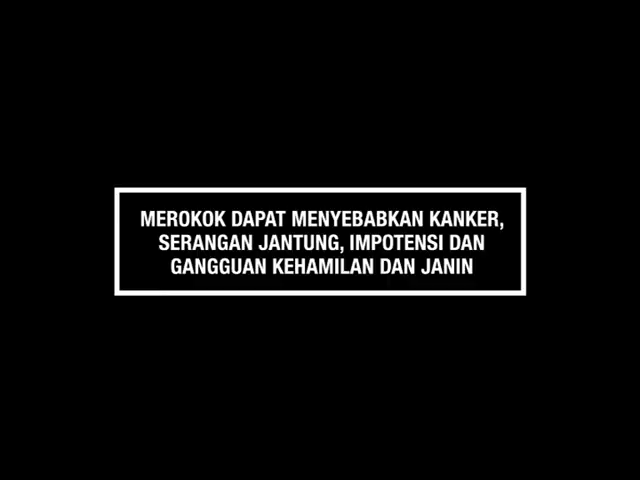 MEROKOK DAPAT MENYEBABKAN KANKER,
SERANGAN JANTUNG, IMPOTENSI DAN
GANGGUAN KEHAMILAN DAN JANIN